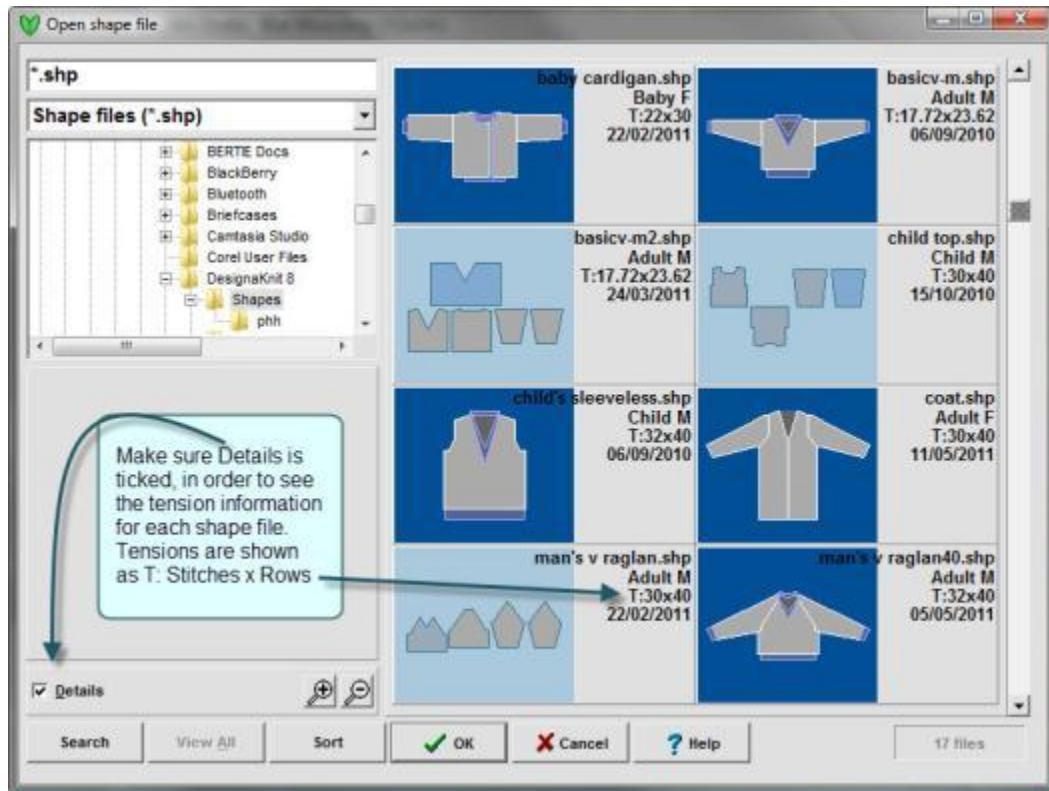 Open shape file
*.shp
Shape files (*.shp)
BERTIE Docs
BlackBerry
Bluetooth
Briefcases
Camtasia Studio
Corel User Files
DesignaKnit 8
Shapes
phh
Make sure Details is
ticked, in order to see
the tension information
for each shape file.
Tensions are shown
as T: Stitches x Rows
Details
baby cardigan.shp
Baby F
T:22x30
22/02/2011
basicv-m.shp
Adult M
T:17.72x23.62
06/09/2010
basicv-m2.shp
Adult M
T:17.72x23.62
24/03/2011
child top.shp
Child M
T:30x40
15/10/2010
child's sleeveless.shp
Child M
T:32x40
06/09/2010
coat.shp
Adult F
T:30x40
11/05/2011
man's v raglan.shp
Adult M
T:30x40
22/02/2011
man's v raglan40.shp
Adult M
T:32x40
05/05/2011
Search
View All
Sort
OK
Cancel
? Help
17 files